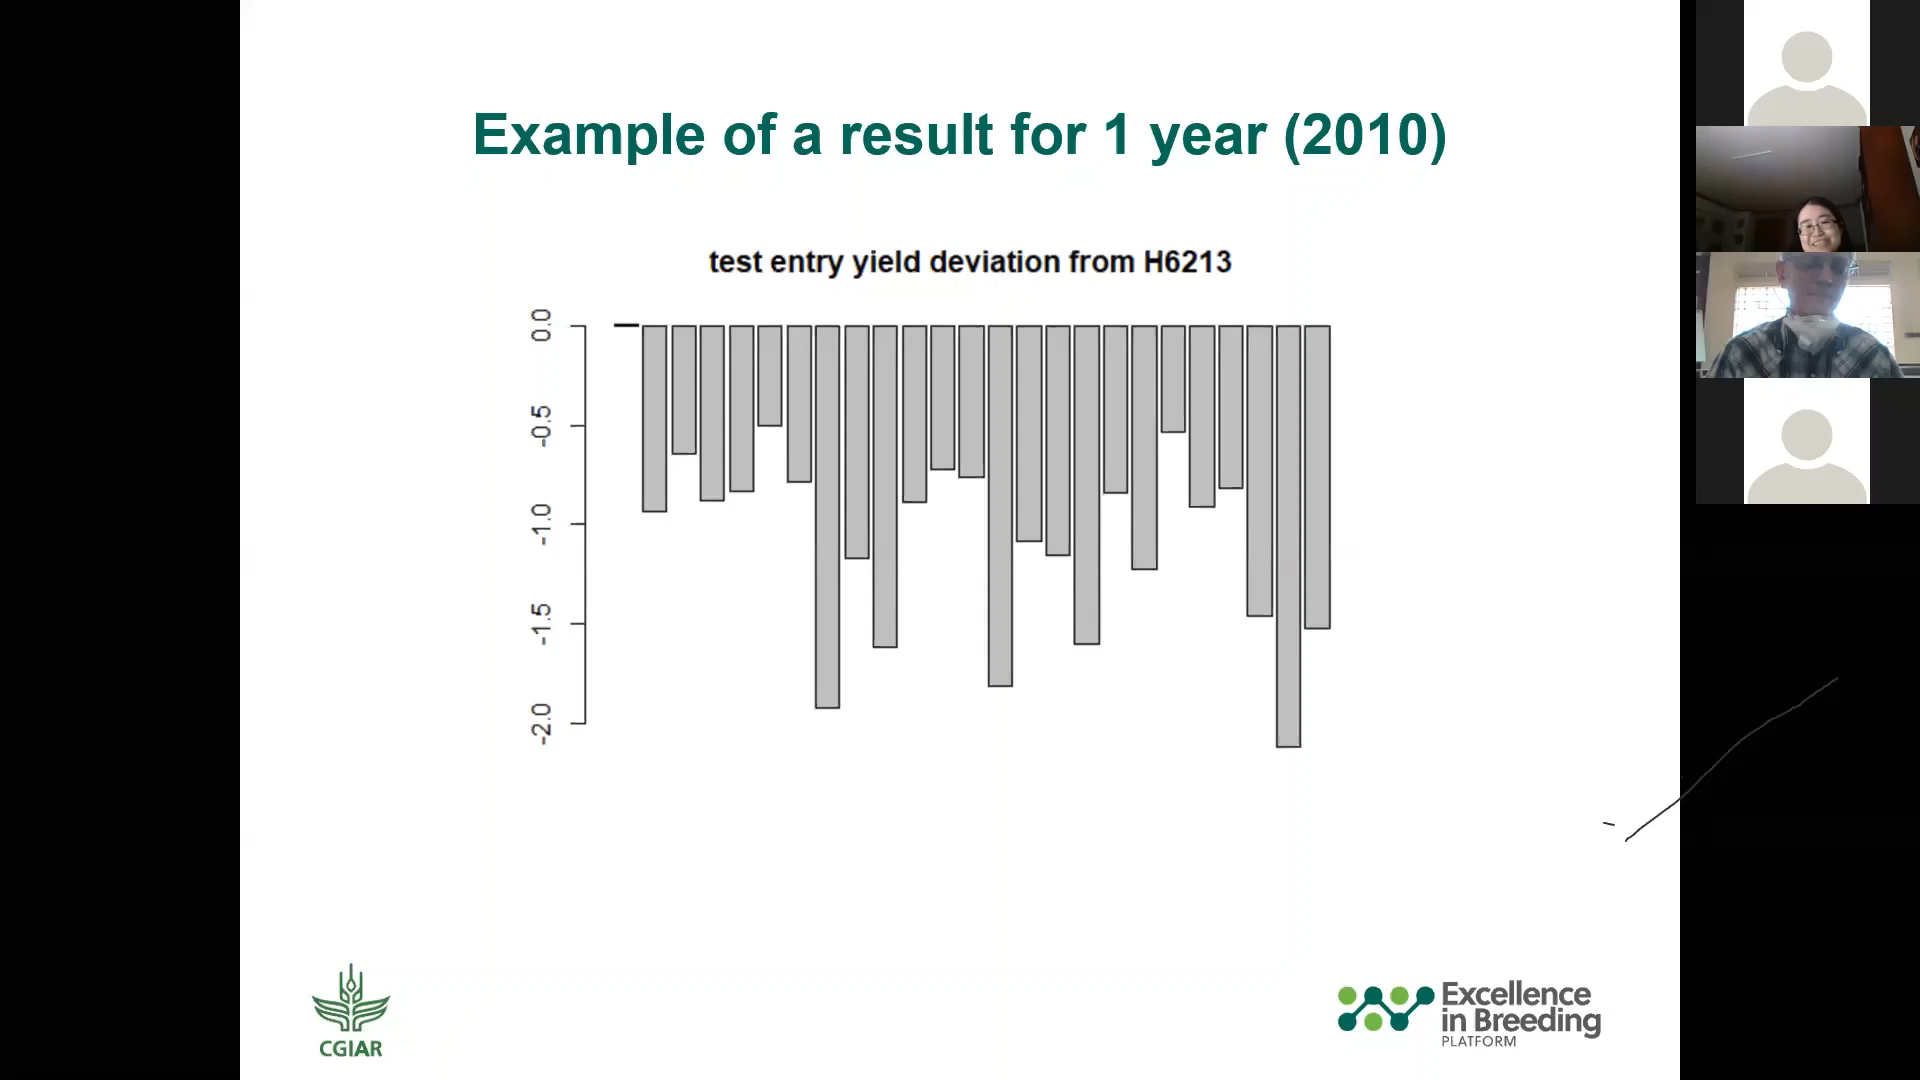 Example of a result for 1 year (2010)
test entry yield deviation from H6213
0.0
-0.5
-1.0
-1.5
-2.0
CGIAR
Excellence
in Breeding
PLATFORM